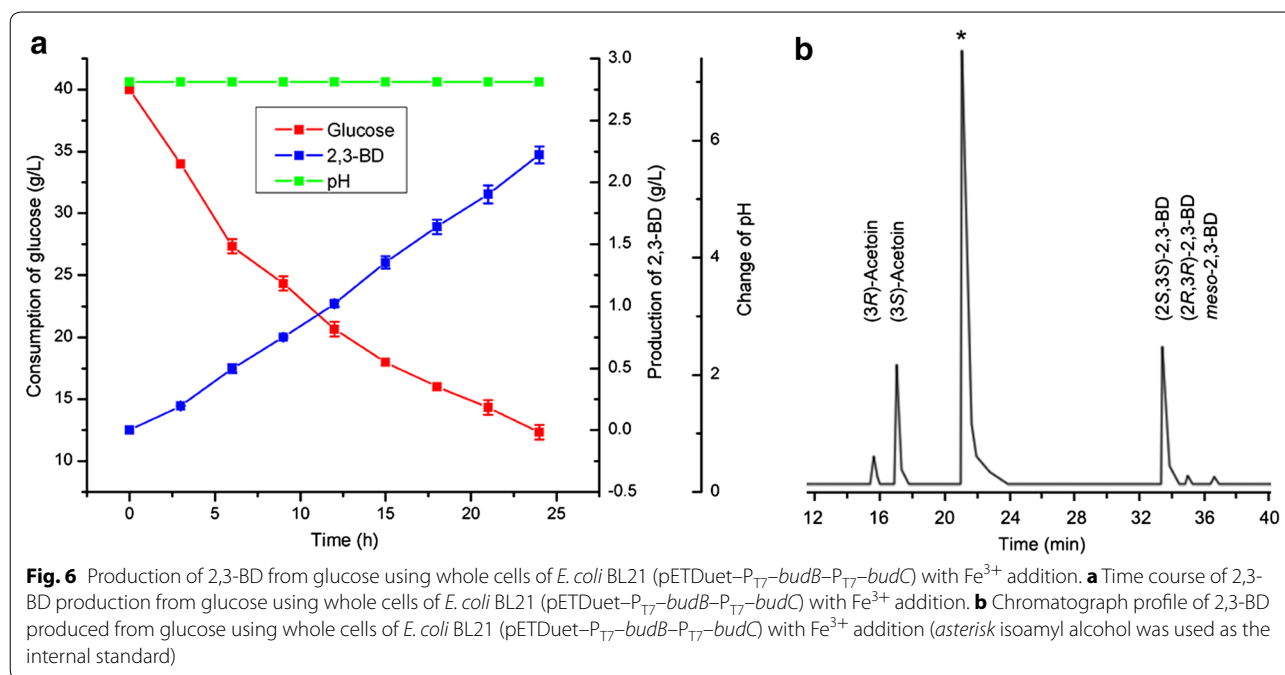 a
Consumption of glucose (g/L)
40
35
30
25
20
15
10
Glucose
2,3-BD
pH
0
5
10
15
20
25
Time (h)
3.0
2.5
2.0
1.5
1.0
0.5
0.0
-0.5
Production of 2,3-BD (g/L)
Change of pH
6
4
2
0
b
*
(3R)-Acetoin
(3S)-Acetoin
(2S,3S)-2,3-BD
(2R,3R)-2,3-BD
meso-2,3-BD
12
16
20
24
28
32
36
40
Time (min)
Fig. 6 Production of 2,3-BD from glucose using whole cells of E. coli BL21 (pETDuet–PT7–budB–PT7–budC) with Fe3+ addition. a Time course of 2,3-
BD production from glucose using whole cells of E. coli BL21 (pETDuet–PT7–budB–PT7–budC) with Fe3+ addition. b Chromatograph profile of 2,3-BD
produced from glucose using whole cells of E. coli BL21 (pETDuet–PT7–budB–PT7–budC) with Fe3+ addition (asterisk isoamyl alcohol was used as the
internal standard)